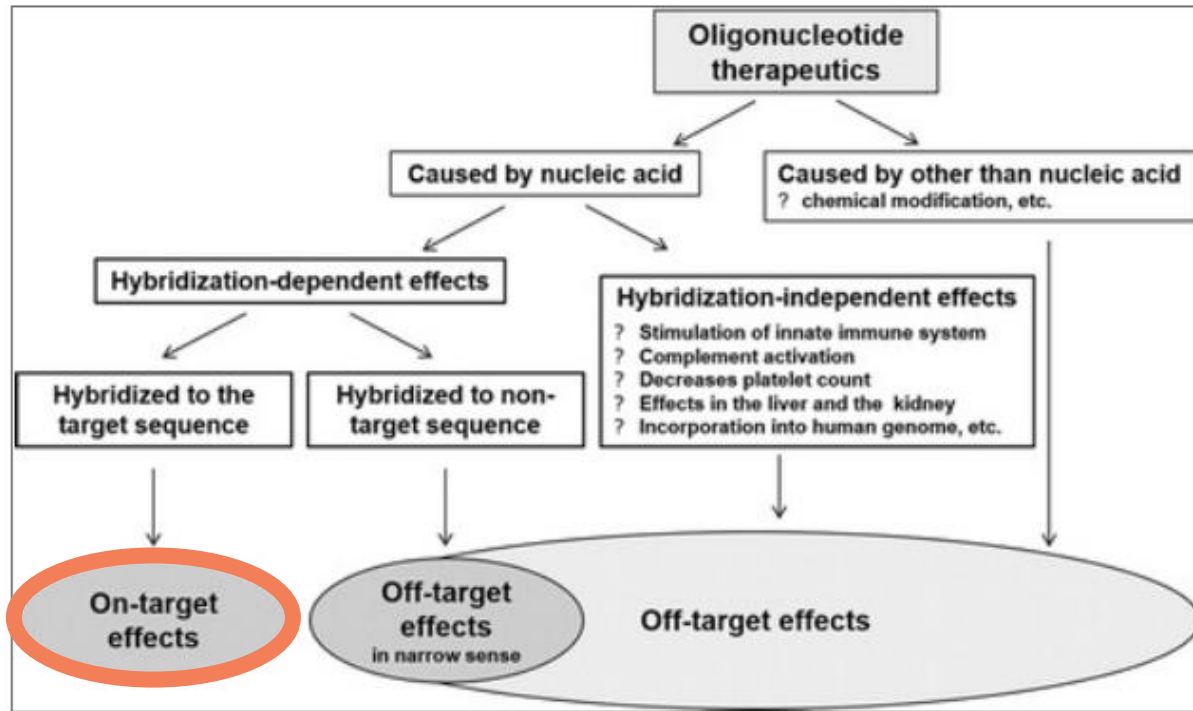 Oligonucleotide
therapeutics
Caused by nucleic acid
Caused by other than nucleic acid
? chemical modification, etc.
Hybridization-dependent effects
Hybridization-independent effects
? Stimulation of innate immune system
? Complement activation
? Decreases platelet count
? Effects in the liver and the kidney
? Incorporation into human genome, etc.
Hybridized to the
target sequence
Hybridized to non-
target sequence
On-target
effects
Off-target
effects
in narrow sense
Off-target effects